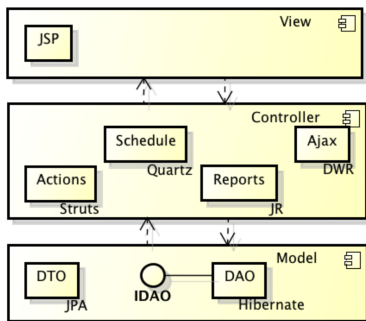 View
JSP
Controller
Schedule
Quartz
Ajax
DWR
Actions
Struts
Reports
JR
Model
DTO
JPA
IDAO
DAO
Hibernate